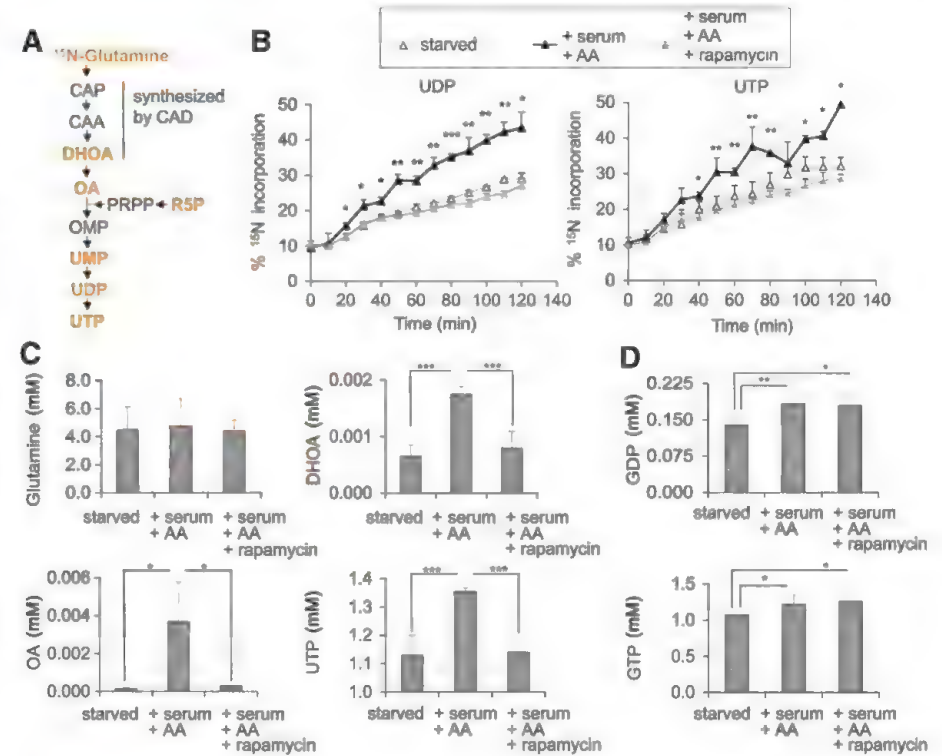 A
¹⁵N-Glutamine
CAP
CAA
DHOA
synthesized
by CAD
OA
PRPP
R5P
OMP
UMP
UDP
UTP
B
starved
+ serum
+ AA
+ serum
+ AA
+ rapamycin
UDP
% ¹⁵N incorporation
50
40
30
20
10
0
* * * ** ** ** *** ** ** ** *
0 20 40 60 80 100 120 140
Time (min)
UTP
% ¹⁵N incorporation
50
40
30
20
10
0
* ** ** ** ** * * *
0 20 40 60 80 100 120 140
Time (min)
C
Glutamine (mM)
8.0
6.0
4.0
2.0
0.0
starved
+ serum
+ AA
+ serum
+ AA
+ rapamycin
DHOA (mM)
0.002
0.001
0.000
*** ***
starved
+ serum
+ AA
+ serum
+ AA
+ rapamycin
OA (mM)
0.006
0.004
0.002
0.000
* *
starved
+ serum
+ AA
+ serum
+ AA
+ rapamycin
UTP (mM)
1.4
1.3
1.2
1.1
1.0
*** ***
starved
+ serum
+ AA
+ serum
+ AA
+ rapamycin
D
GDP (mM)
0.225
0.150
0.075
0.000
** *
starved
+ serum
+ AA
+ serum
+ AA
+ rapamycin
GTP (mM)
1.5
1.0
0.5
0.0
* *
starved
+ serum
+ AA
+ serum
+ AA
+ rapamycin